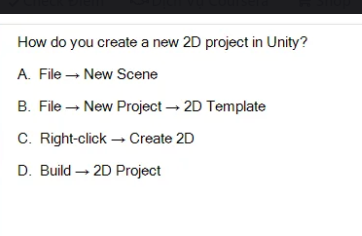 How do you create a new 2D project in Unity?
A. File → New Scene
B. File → New Project → 2D Template
C. Right-click → Create 2D
D. Build → 2D Project